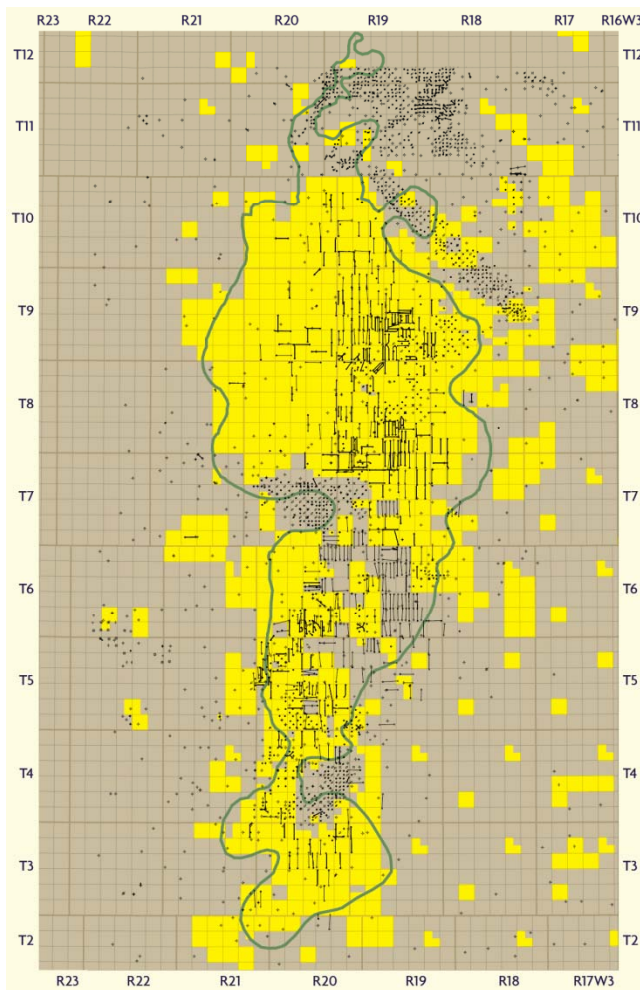 R23 R22 R21 R20 R19 R18 R17 R16W3
T12 T12
T11 T11
T10 T10
T9 T9
T8 T8
T7 T7
T6 T6
T5 T5
T4 T4
T3 T3
T2 T2
R23 R22 R21 R20 R19 R18 R17W3